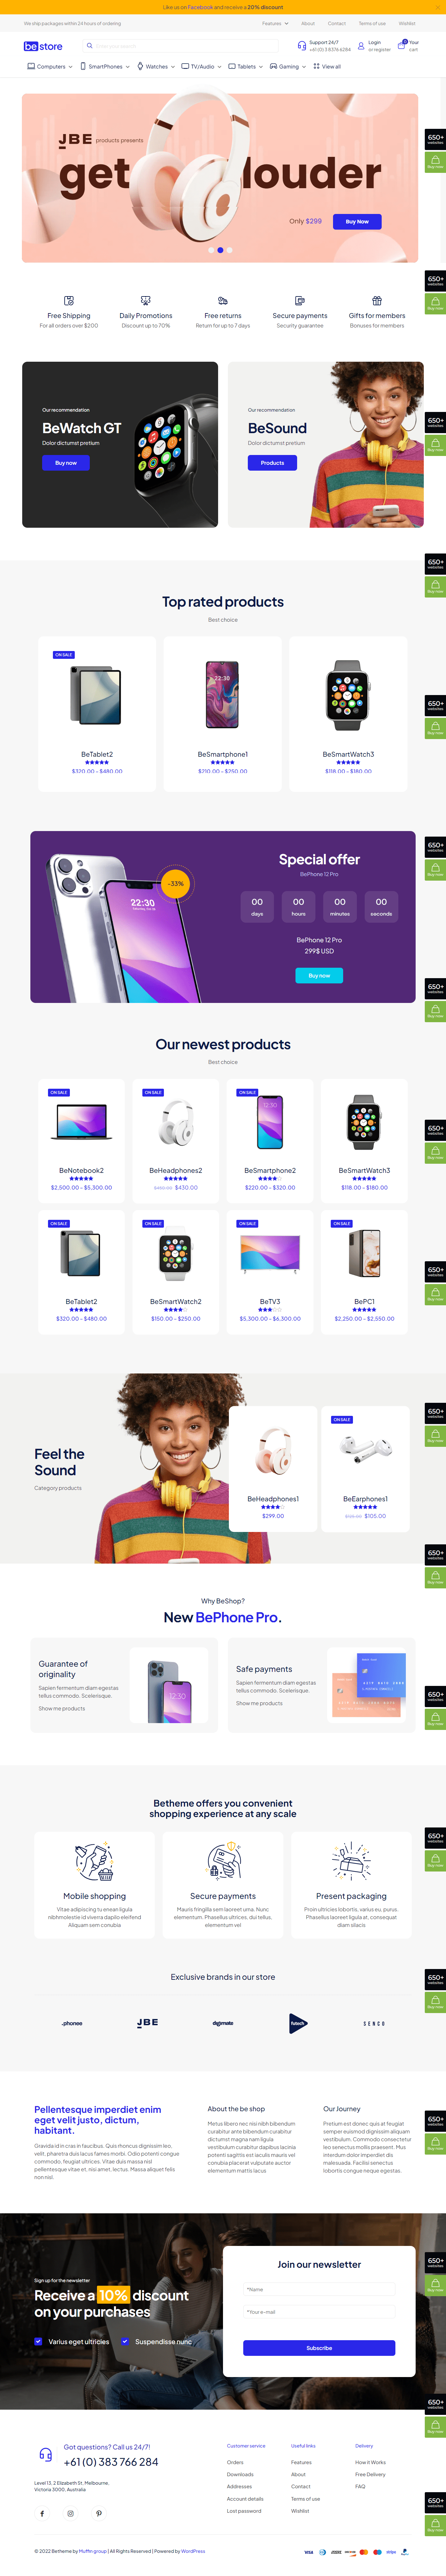 Like us on Facebook and receive a 20% discount
We ship packages within 24 hours of ordering
Features
About
Contact
Terms of use
Wishlist
be store
Support 24/7
+61 (0) 3 8376 6284
Login
or register
0
Your
cart
Computers
SmartPhones
Watches
TV/Audio
Tablets
Gaming
View all
JBE products presents
get louder
Only $299
Buy Now
650+
websites
Buy now
Free Shipping
For all orders over $200
Daily Promotions
Discount up to 70%
Free returns
Return for up to 7 days
Secure payments
Security guarantee
Gifts for members
Bonuses for members
Our recommendation
BeWatch GT
Dolor dictumst pretium
Buy now
Our recommendation
BeSound
Dolor dictumst pretium
Products
Top rated products
Best choice
ON SALE
22:30
BeTablet2
$320.00 – $480.00
BeSmartphone1
$210.00 – $250.00
BeSmartWatch3
$118.00 – $180.00
22:30
-33%
Special offer
BePhone 12 Pro
00
days
00
hours
00
minutes
00
seconds
BePhone 12 Pro
299$ USD
Buy now
Our newest products
Best choice
ON SALE
BeNotebook2
$2,500.00 – $5,300.00
ON SALE
BeHeadphones2
$430.00
ON SALE
12:30
BeSmartphone2
$220.00 – $320.00
BeSmartWatch3
$118.00 – $180.00
ON SALE
BeTablet2
$320.00 – $480.00
ON SALE
BeSmartWatch2
$150.00 – $250.00
ON SALE
BeTV3
$5,300.00 – $6,300.00
ON SALE
BePC1
$2,250.00 – $2,550.00
Feel the
Sound
Category products
BeHeadphones1
$299.00
ON SALE
BeEarphones1
$105.00
Why BeShop?
New BePhone Pro.
Guarantee of
originality
Sapien fermentum diam egestas
tellus commodo. Scelerisque.
Show me products
12:30
Safe payments
Sapien fermentum diam egestas
tellus commodo. Scelerisque.
Show me products
Betheme offers you convenient
shopping experience at any scale
Mobile shopping
Vitae adipiscing tu enean ligula
nibhmolestie id viverra dapibo eleifend
Aliquam sem conubia
Secure payments
Mauris fringilla sem laoreet urna. Nunc
elementum. Phasellus ultrices, dui tellus,
elementum vel
Present packaging
Proin ultricies lobortis, varius eu, purus.
Phasellus laoreet ligula at, consequat
diam sliacis
Exclusive brands in our store
.phonee
JBE
digimate
futech
SENCO
Pellentesque imperdiet enim
eget velit justo, dictum,
habitant.
Gravida id in cras in faucibus. Quis rhoncus dignissim leo,
velit, pharetra duis lacus fames morbi. Odio potenti congue
commodo, feugiat ultrices. Vitae duis massa nisl
pellentesque vitae et, nisi amet, lectus. Massa aliquet felis
non nisl.
About the be shop
Metus libero nec nisi nibh bibendum
curabitur ante bibendum curabitur
dictumst magna nam ligula
vestibulum curabitur dapibus lacinia
potenti sagittis est iaculis mauris vel
conubia placerat vulputate auctor
elementum mattis lacus
Our Journey
Pretium est donec quis at feugiat
semper euismod dignissim aliquam
vestibulum. Commodo consectetur
leo senectus mollis praesent. Mus
interdum dolor imperdiet dis
malesuada. Facilisi senectus
lobortis congue risus egestas.
Sign up for the newsletter
Receive a 10% discount
on your purchases
Varius eget ultricies
Suspendisse nunc
Join our newsletter
*Name
*Your e-mail
Subscribe
Got questions? Call us 24/7!
+61 (0) 383 766 284
Level 13, 2 Elizabeth St, Melbourne,
Victoria 3000, Australia
Customer service
Orders
Downloads
Addresses
Account details
Lost password
Useful links
Features
About
Contact
Terms of use
Wishlist
Delivery
How it Works
Free Delivery
FAQ
© 2022 Betheme by Muffin group | All Rights Reserved | Powered by WordPress
VISA
stripe